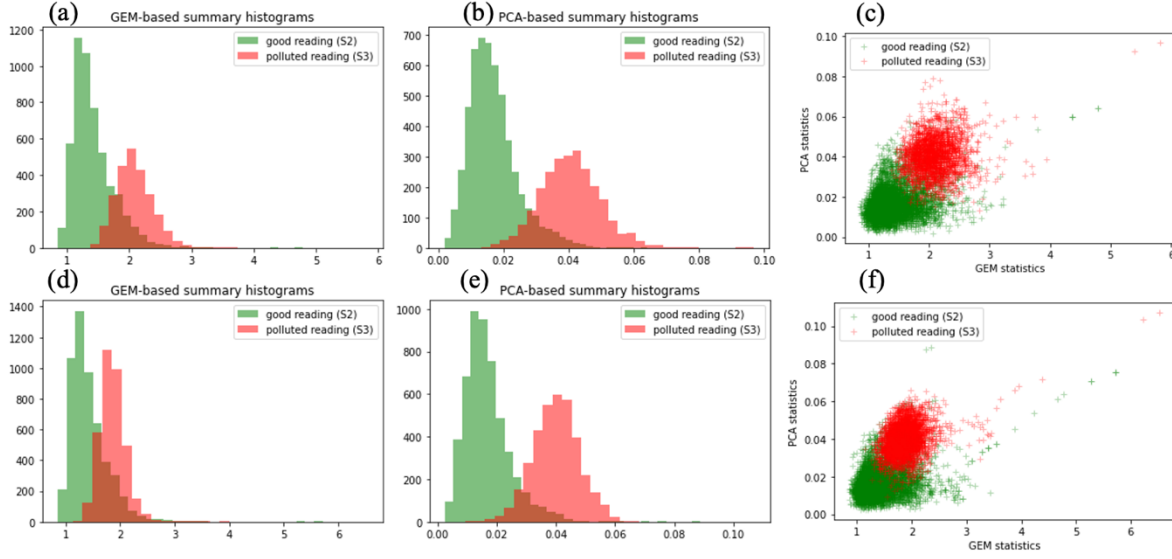 (a)
GEM-based summary histograms
good reading (S2)
polluted reading (S3)
1200
1000
800
600
400
200
0
1
2
3
4
5
6
(b)
PCA-based summary histograms
good reading (S2)
polluted reading (S3)
700
600
500
400
300
200
100
0
0.00
0.02
0.04
0.06
0.08
0.10
(c)
good reading (S2)
polluted reading (S3)
PCA statistics
0.10
0.08
0.06
0.04
0.02
0.00
1
2
3
4
5
6
GEM statistics
(d)
GEM-based summary histograms
good reading (S2)
polluted reading (S3)
1400
1200
1000
800
600
400
200
0
1
2
3
4
5
6
(e)
PCA-based summary histograms
good reading (S2)
polluted reading (S3)
1000
800
600
400
200
0
0.00
0.02
0.04
0.06
0.08
0.10
(f)
good reading (S2)
polluted reading (S3)
PCA statistics
0.10
0.08
0.06
0.04
0.02
0.00
1
2
3
4
5
6
GEM statistics